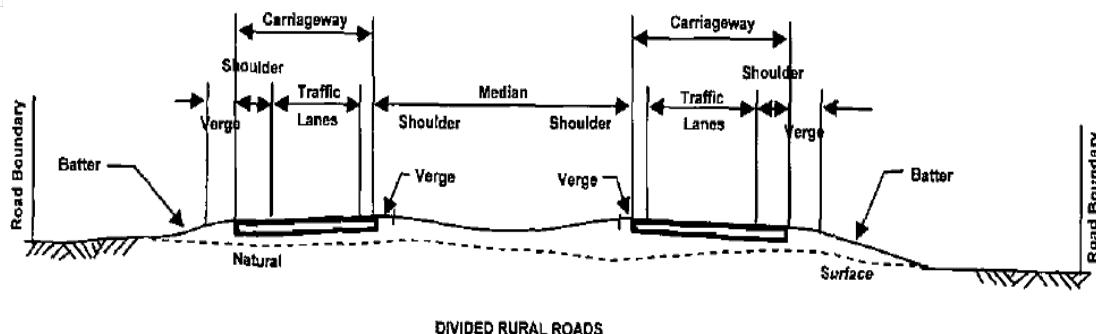 Carriageway Carriageway
Shoulder Shoulder
Traffic Median Traffic
Verge Lanes Shoulder Shoulder Lanes Verge
Road Boundary
Batter Verge Verge Batter
Road Boundary
Natural Surface
DIVIDED RURAL ROADS